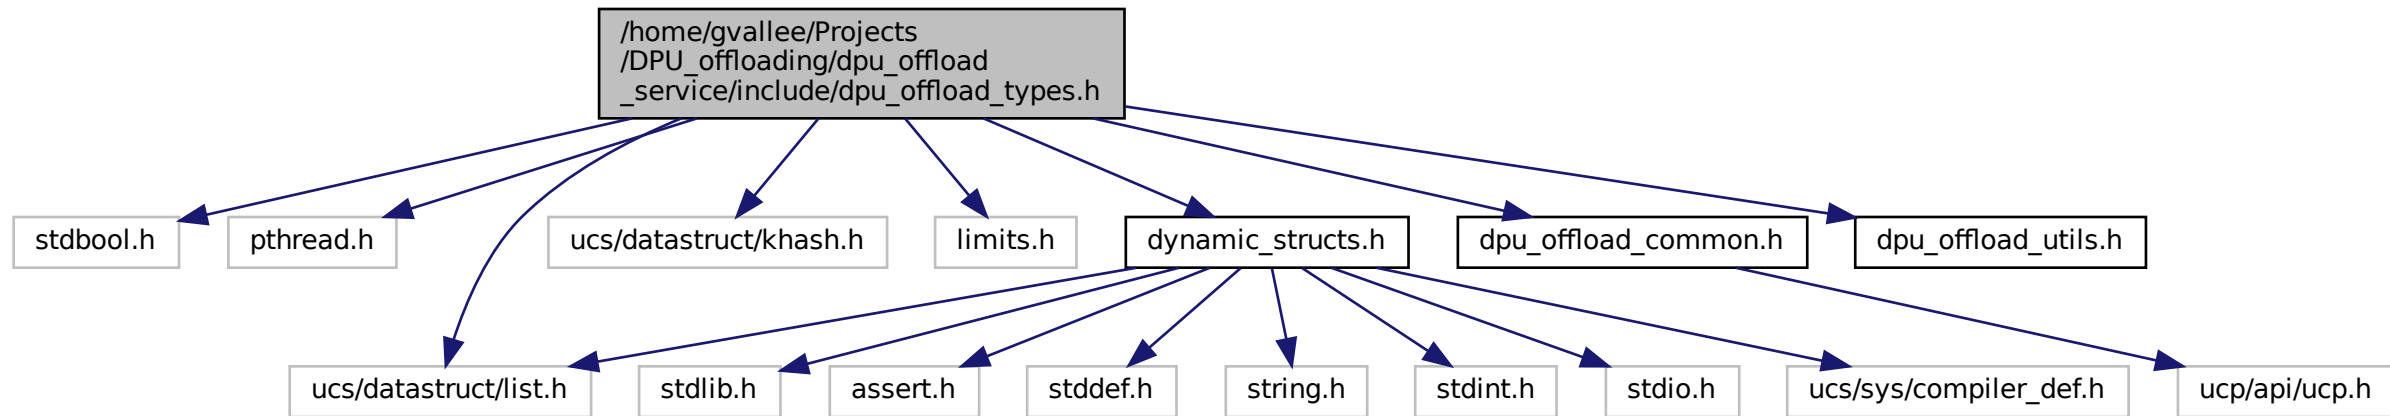 /home/gvallee/Projects
/DPU_offloading/dpu_offload
_service/include/dpu_offload_types.h
stdbool.h
pthread.h
ucs/datastruct/khash.h
limits.h
dynamic_structs.h
dpu_offload_common.h
dpu_offload_utils.h
ucs/datastruct/list.h
stdlib.h
assert.h
stddef.h
string.h
stdint.h
stdio.h
ucs/sys/compiler_def.h
ucp/api/ucp.h